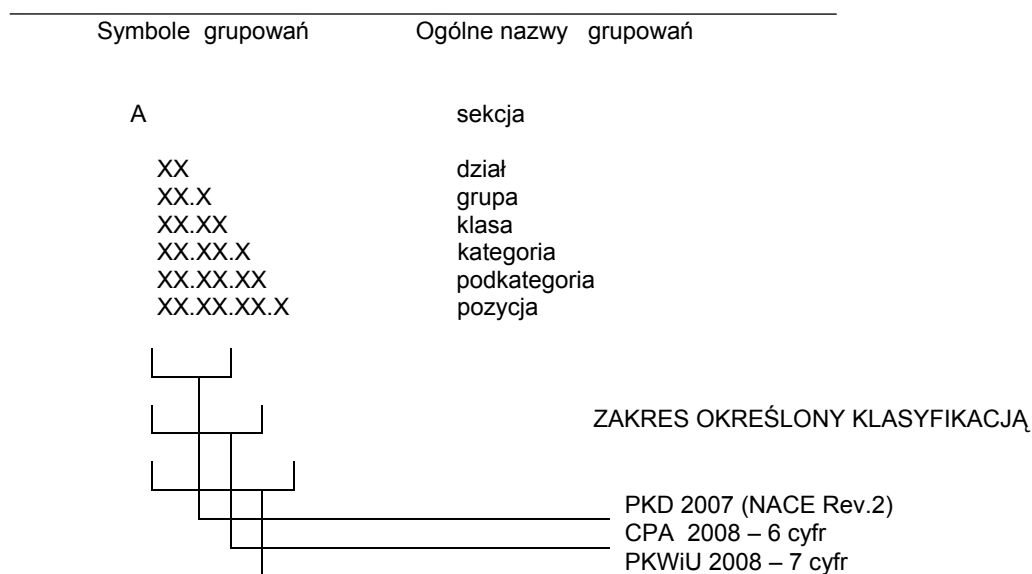 Symbole grupowań Ogólne nazwy grupowań
A sekcja
XX dział
XX.X grupa
XX.XX klasa
XX.XX.X kategoria
XX.XX.XX podkategoria
XX.XX.XX.X pozycja
ZAKRES OKREŚLONY KLASYFIKACJĄ
PKD 2007 (NACE Rev.2)
CPA 2008 – 6 cyfr
PKWiU 2008 – 7 cyfr